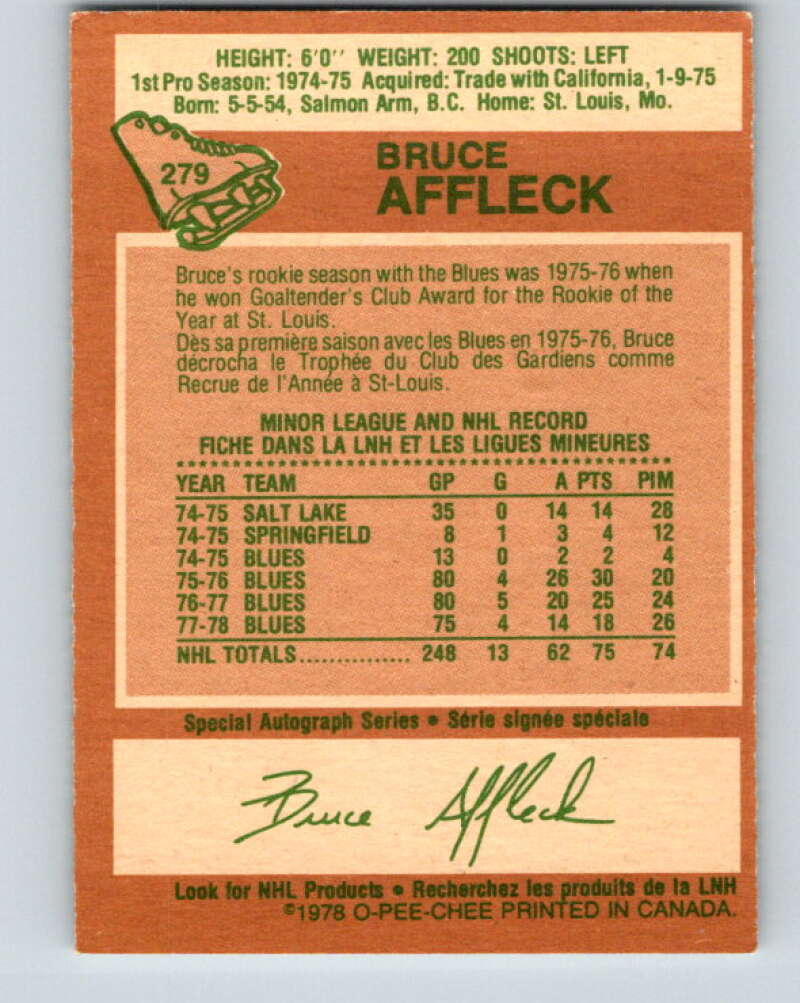 HEIGHT: 6'0'' WEIGHT: 200 SHOOTS: LEFT
1st Pro Season: 1974-75 Acquired: Trade with California, 1-9-75
Born: 5-5-54, Salmon Arm, B.C. Home: St. Louis, Mo.
279
BRUCE
AFFLECK
Bruce's rookie season with the Blues was 1975-76 when
he won Goaltender's Club Award for the Rookie of the
Year at St. Louis.
Dès sa première saison avec les Blues en 1975-76, Bruce
décrocha le Trophée du Club des Gardiens comme
Recrue de l'Année à St-Louis.
MINOR LEAGUE AND NHL RECORD
FICHE DANS LA LNH ET LES LIGUES MINEURES
YEAR TEAM GP G A PTS PIM
74-75 SALT LAKE 35 0 14 14 28
74-75 SPRINGFIELD 8 1 3 4 12
74-75 BLUES 13 0 2 2 4
75-76 BLUES 80 4 26 30 20
76-77 BLUES 80 5 20 25 24
77-78 BLUES 75 4 14 18 26
NHL TOTALS............... 248 13 62 75 74
Special Autograph Series • Série signée spéciale
Bruce Affleck
Look for NHL Products • Recherchez les produits de la LNH
©1978 O-PEE-CHEE PRINTED IN CANADA.